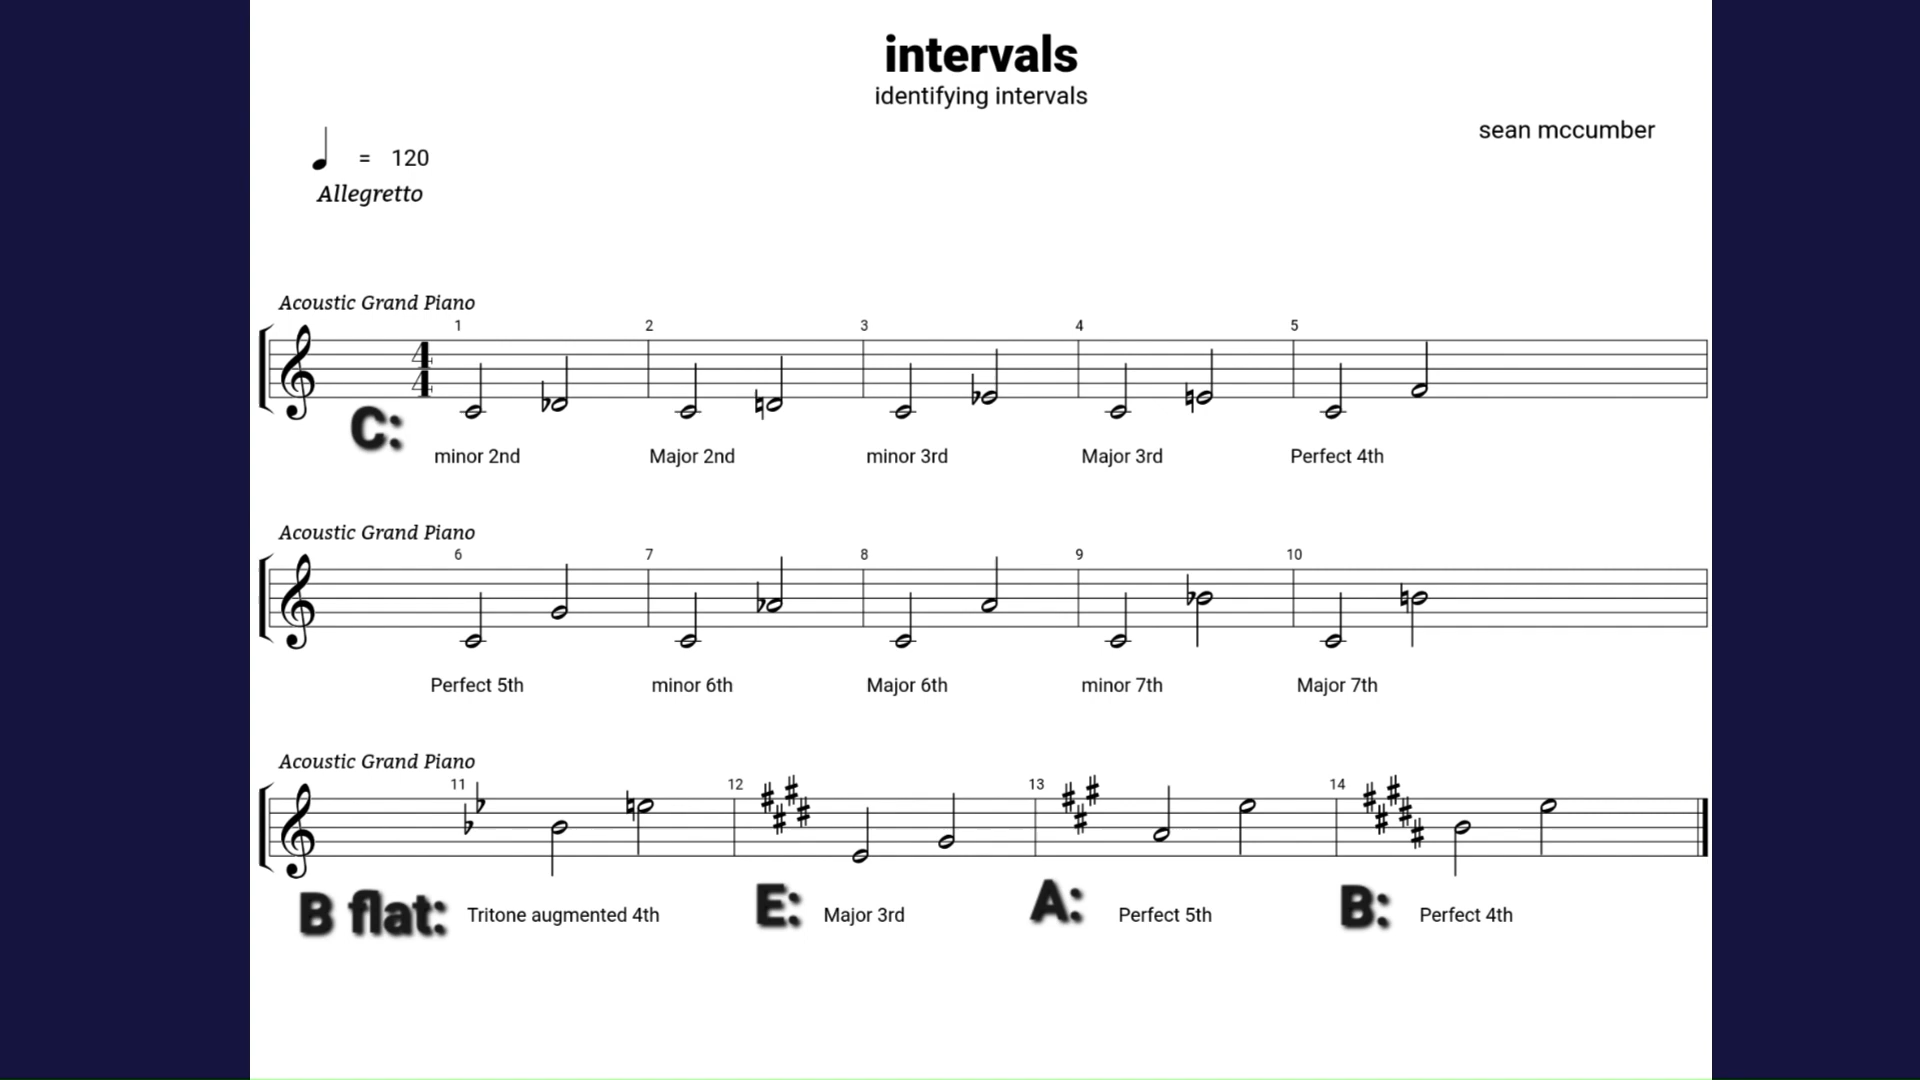 intervals
identifying intervals
sean mccumber
= 120
Allegretto
Acoustic Grand Piano
1 2 3 4 5
4
4
C:
minor 2nd Major 2nd minor 3rd Major 3rd Perfect 4th
Acoustic Grand Piano
6 7 8 9 10
Perfect 5th minor 6th Major 6th minor 7th Major 7th
Acoustic Grand Piano
11 12 13 14
B flat: Tritone augmented 4th E: Major 3rd A: Perfect 5th B: Perfect 4th